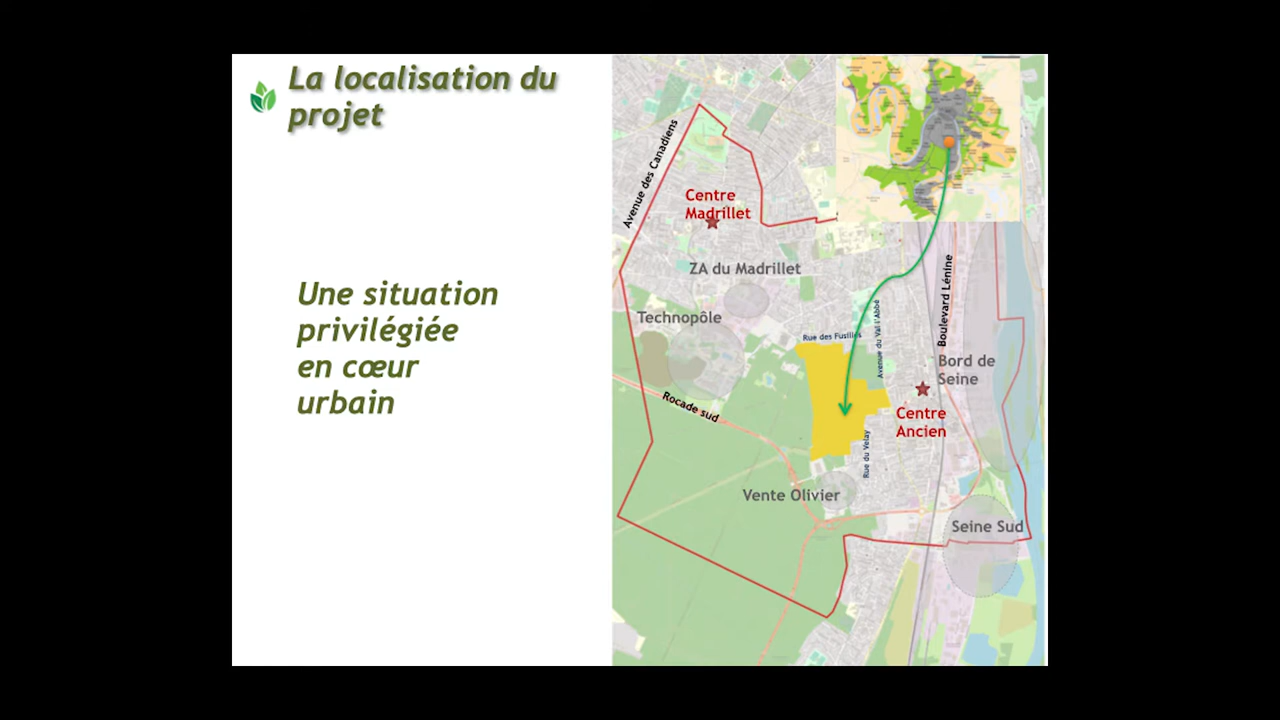 La localisation du
projet
Une situation
privilégiée
en cœur
urbain
Avenue des Canadiens
Centre
Madrillet
ZA du Madrillet
Technopôle
Rue des Fusillés
Avenue du Val l'Abbé
Boulevard Lénine
Bord de
Seine
Rocade sud
Centre
Ancien
Rue du Velay
Vente Olivier
Seine Sud